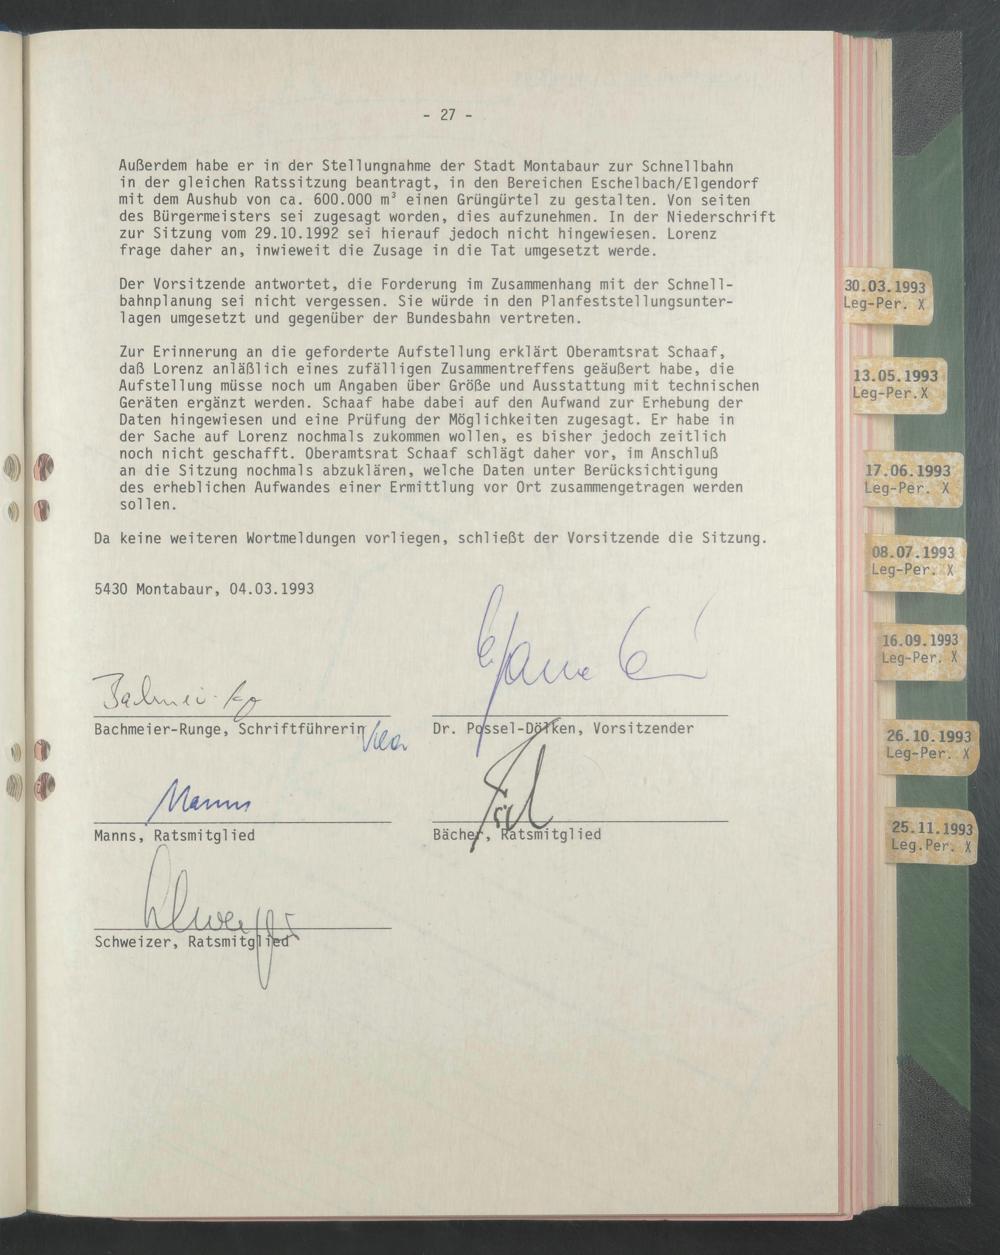 - 27 -
Außerdem habe er in der Stellungnahme der Stadt Montabaur zur Schnellbahn
in der gleichen Ratssitzung beantragt, in den Bereichen Eschelbach/Elgendorf
mit dem Aushub von ca. 600.000 m³ einen Grüngürtel zu gestalten. Von seiten
des Bürgermeisters sei zugesagt worden, dies aufzunehmen. In der Niederschrift
zur Sitzung vom 29.10.1992 sei hierauf jedoch nicht hingewiesen. Lorenz
frage daher an, inwieweit die Zusage in die Tat umgesetzt werde.
Der Vorsitzende antwortet, die Forderung im Zusammenhang mit der Schnell-
bahnplanung sei nicht vergessen. Sie würde in den Planfeststellungsunter-
lagen umgesetzt und gegenüber der Bundesbahn vertreten.
Zur Erinnerung an die geforderte Aufstellung erklärt Oberamtsrat Schaaf,
daß Lorenz anläßlich eines zufälligen Zusammentreffens geäußert habe, die
Aufstellung müsse noch um Angaben über Größe und Ausstattung mit technischen
Geräten ergänzt werden. Schaaf habe dabei auf den Aufwand zur Erhebung der
Daten hingewiesen und eine Prüfung der Möglichkeiten zugesagt. Er habe in
der Sache auf Lorenz nochmals zukommen wollen, es bisher jedoch zeitlich
noch nicht geschafft. Oberamtsrat Schaaf schlägt daher vor, im Anschluß
an die Sitzung nochmals abzuklären, welche Daten unter Berücksichtigung
des erheblichen Aufwandes einer Ermittlung vor Ort zusammengetragen werden
sollen.
Da keine weiteren Wortmeldungen vorliegen, schließt der Vorsitzende die Sitzung.
5430 Montabaur, 04.03.1993
Bachmeier-Runge, Schriftführerin
Dr. Possel-Dölken, Vorsitzender
Manns
Manns, Ratsmitglied
Bächer, Ratsmitglied
Schweizer, Ratsmitglied
30.03.1993
Leg-Per. X
13.05.1993
Leg-Per.X
17.06.1993
Leg-Per. X
08.07.1993
Leg-Per. X
16.09.1993
Leg-Per. X
26.10.1993
Leg-Per. X
25.11.1993
Leg.Per. X